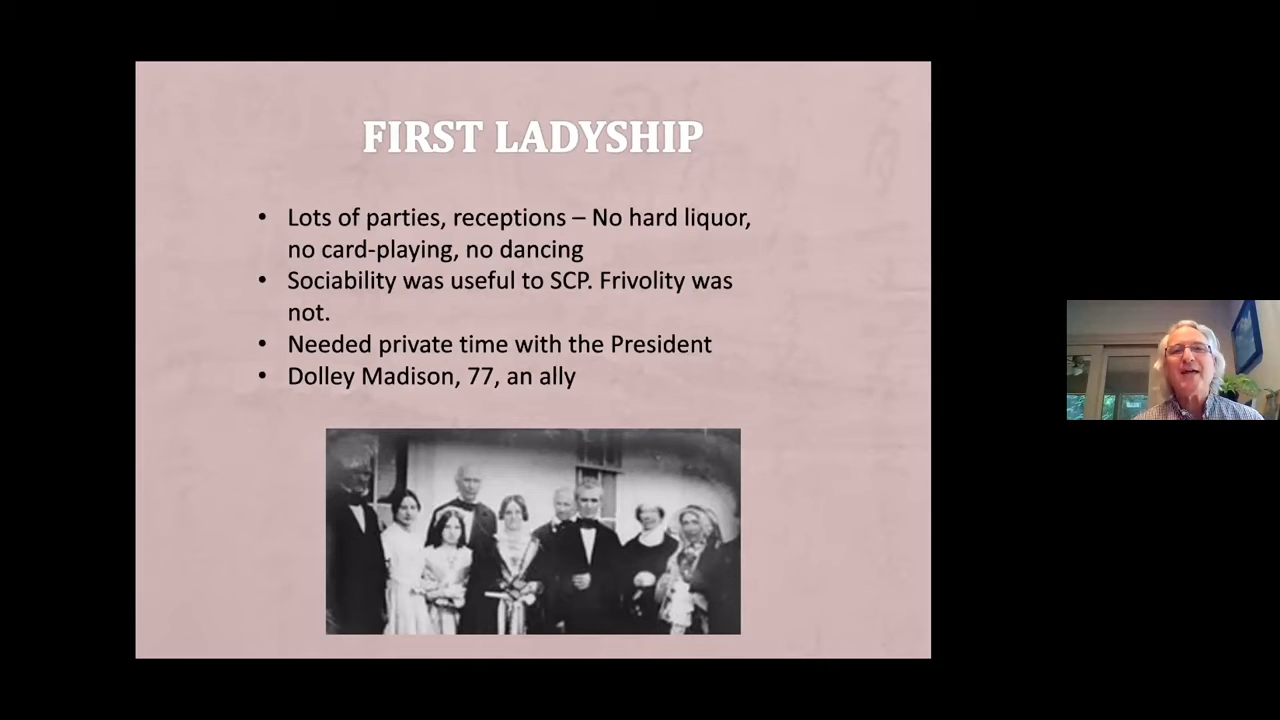 FIRST LADYSHIP
• Lots of parties, receptions – No hard liquor,
no card-playing, no dancing
• Sociability was useful to SCP. Frivolity was
not.
• Needed private time with the President
• Dolley Madison, 77, an ally